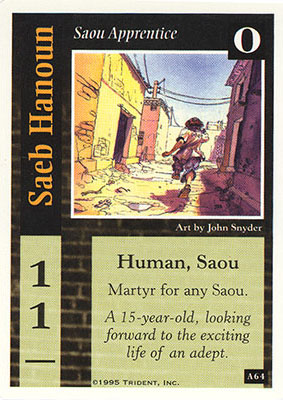 Saou Apprentice
0
Saeb Hanoun
Art by John Snyder
1
1
—
Human, Saou
Martyr for any Saou.
A 15-year-old, looking
forward to the exciting
life of an adept.
A64
©1995 TRIDENT, INC.